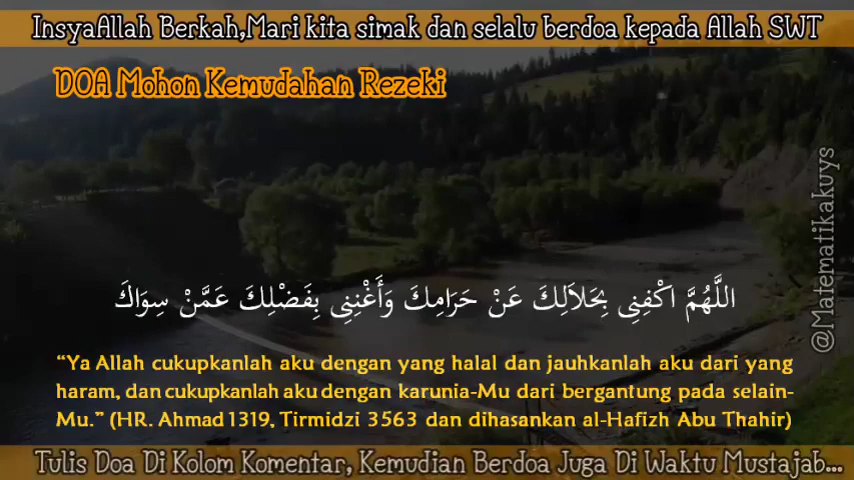 InsyaAllah Berkah,Mari kita simak dan selalu berdoa kepada Allah SWT
DOA Mohon Kemudahan Rezeki
@Matematikakuys
اللَّهُمَّ اكْفِنِى بِحَلاَلِكَ عَنْ حَرَامِكَ وَأَغْنِنِى بِفَضْلِكَ عَمَّنْ سِوَاكَ
“Ya Allah cukupkanlah aku dengan yang halal dan jauhkanlah aku dari yang
haram, dan cukupkanlah aku dengan karunia-Mu dari bergantung pada selain-
Mu.” (HR. Ahmad 1319, Tirmidzi 3563 dan dihasankan al-Hafizh Abu Thahir)
Tulis Doa Di Kolom Komentar, Kemudian Berdoa Juga Di Waktu Mustajab...